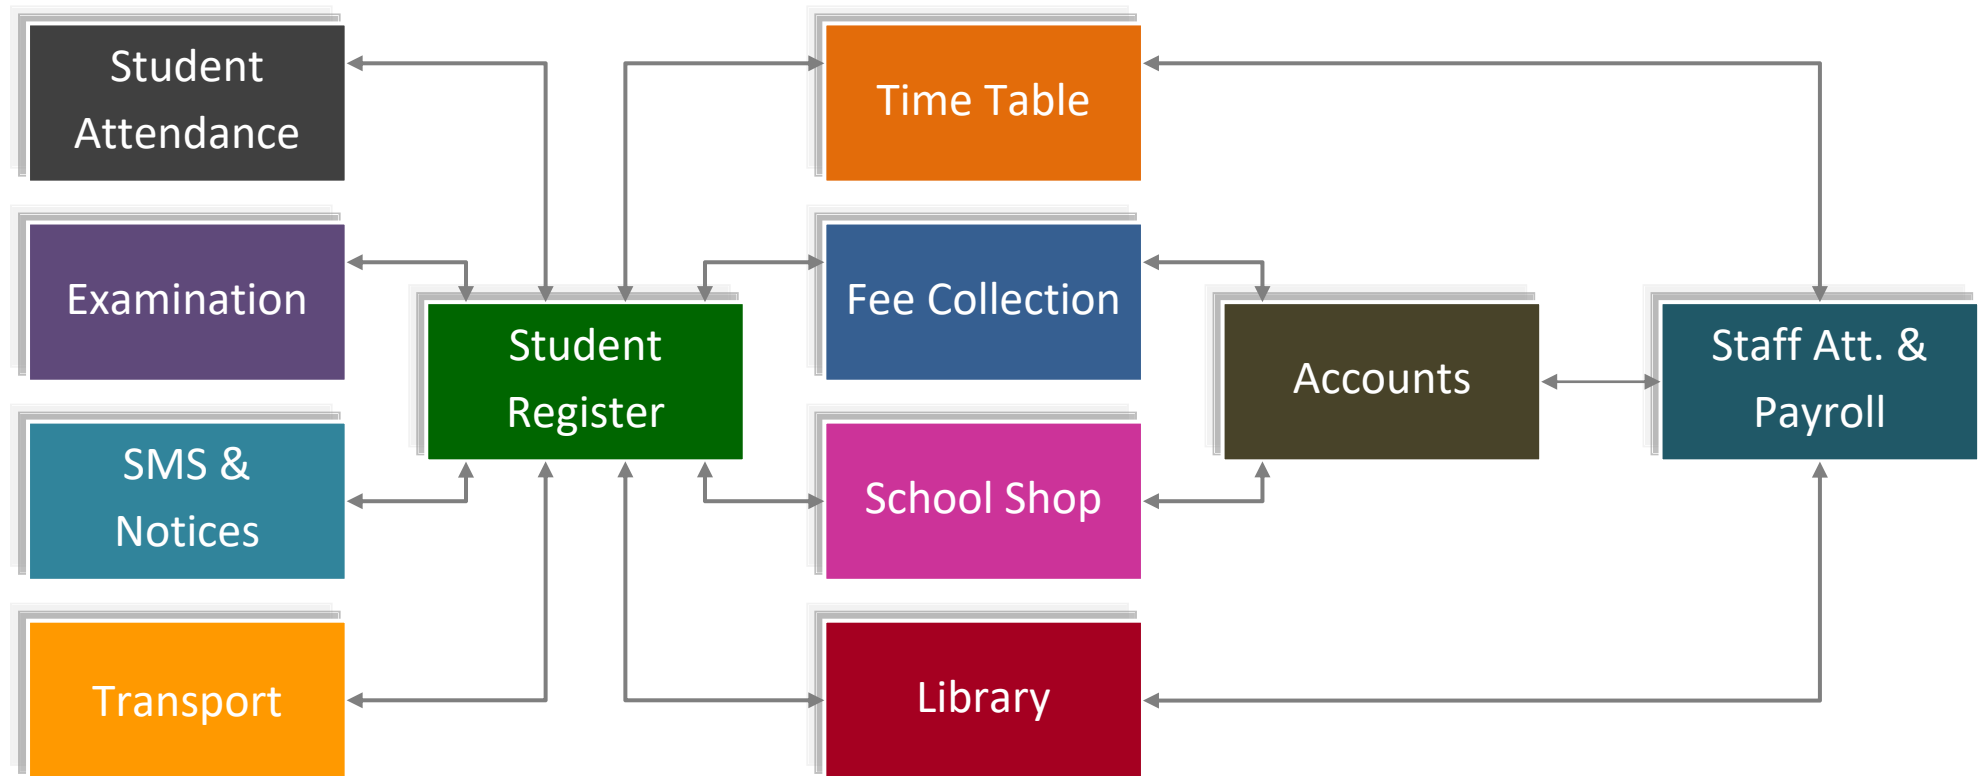 Student
Attendance
Time Table
Examination
Fee Collection
Student
Register
Accounts
Staff Att. &
Payroll
SMS &
Notices
School Shop
Transport
Library